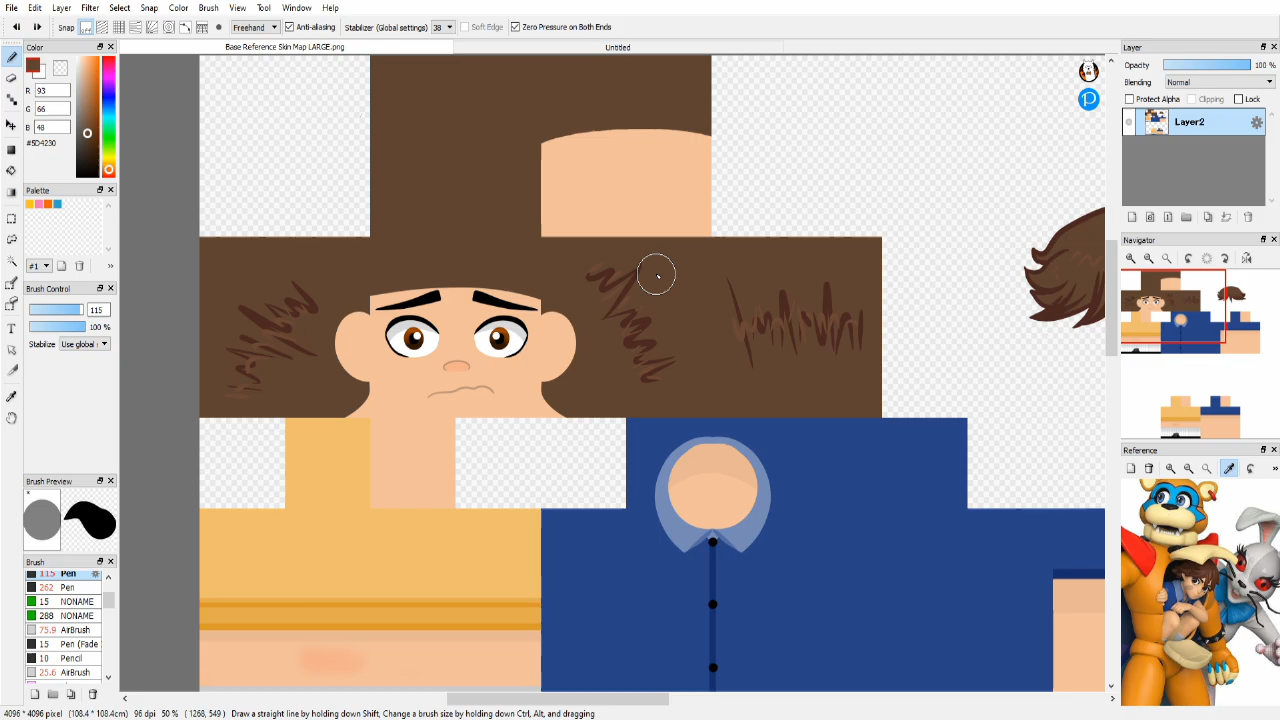 File Edit Layer Filter Select Snap Color Brush View Tool Window Help
Snap Freehand Anti-aliasing Stabilizer (Global settings) 38 Soft Edge Zero Pressure on Both Ends
Base Reference Skin Map LARGE.png
Untitled
Color
R 93
G 66
B 48
#5D4230
Palette
#1
Brush Control
115
100 %
Stabilize Use global
Brush Preview
Brush
115 Pen
262 Pen
15 NONAME
288 NONAME
75.9 AirBrush
15 Pen (Fade
10 Pencil
25.6 AirBrush
Layer
Opacity 100 %
Blending Normal
Protect Alpha Clipping Lock
Layer2
Navigator
Reference
4096 * 4096 pixel (108.4 * 108.4cm) 96 dpi 50 % ( 1268, 549 ) Draw a straight line by holding down Shift, Change a brush size by holding down Ctrl, Alt, and dragging